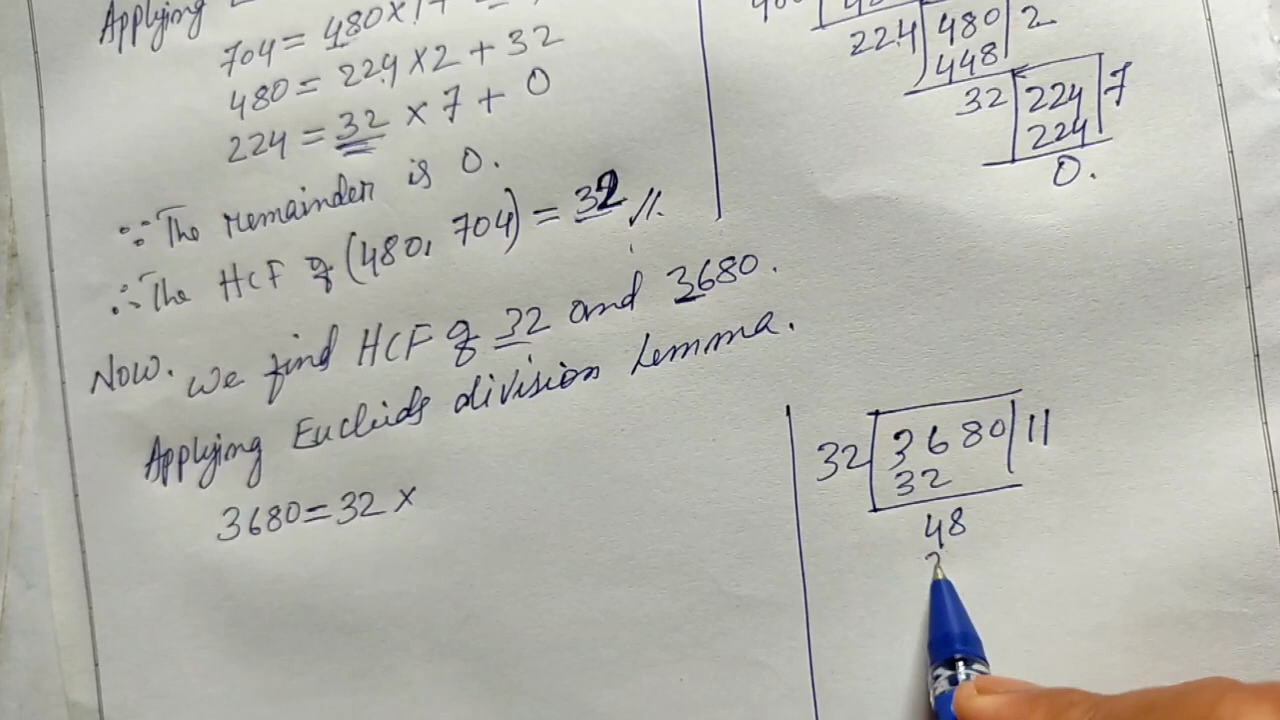 Applying
704 = 480 × 1 +
480 = 224 × 2 + 32
224 = 32 × 7 + 0
∵ The remainder is 0.
∴ The HCF of (480, 704) = 32 //.
Now. we find HCF of 32 and 3680.
Applying Euclids division lemma.
3680 = 32 ×
224 480 2
448
32 224 7
224
0.
32 3680 11
32
48